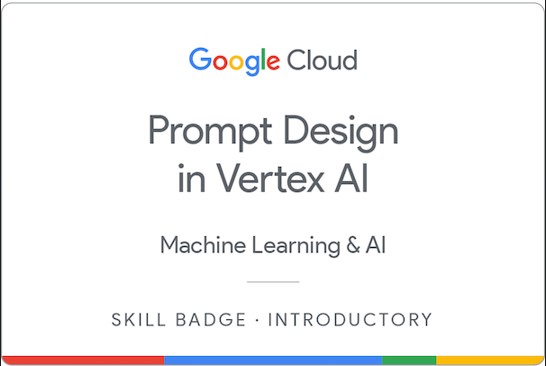 Google Cloud
Prompt Design
in Vertex AI
Machine Learning & AI
SKILL BADGE · INTRODUCTORY